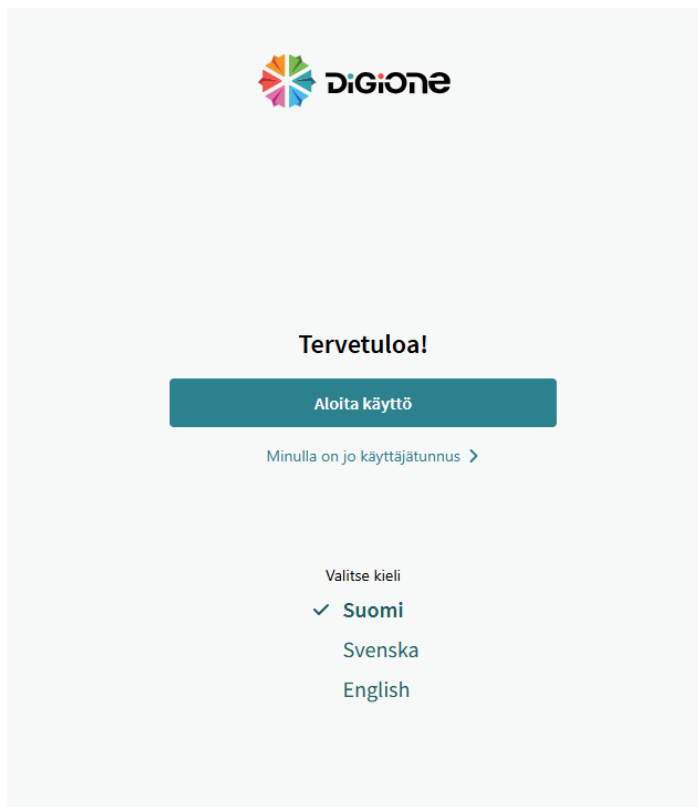 DiGiOne
Tervetuloa!
Aloita käyttö
Minulla on jo käyttäjätunnus
Valitse kieli
Suomi
Svenska
English